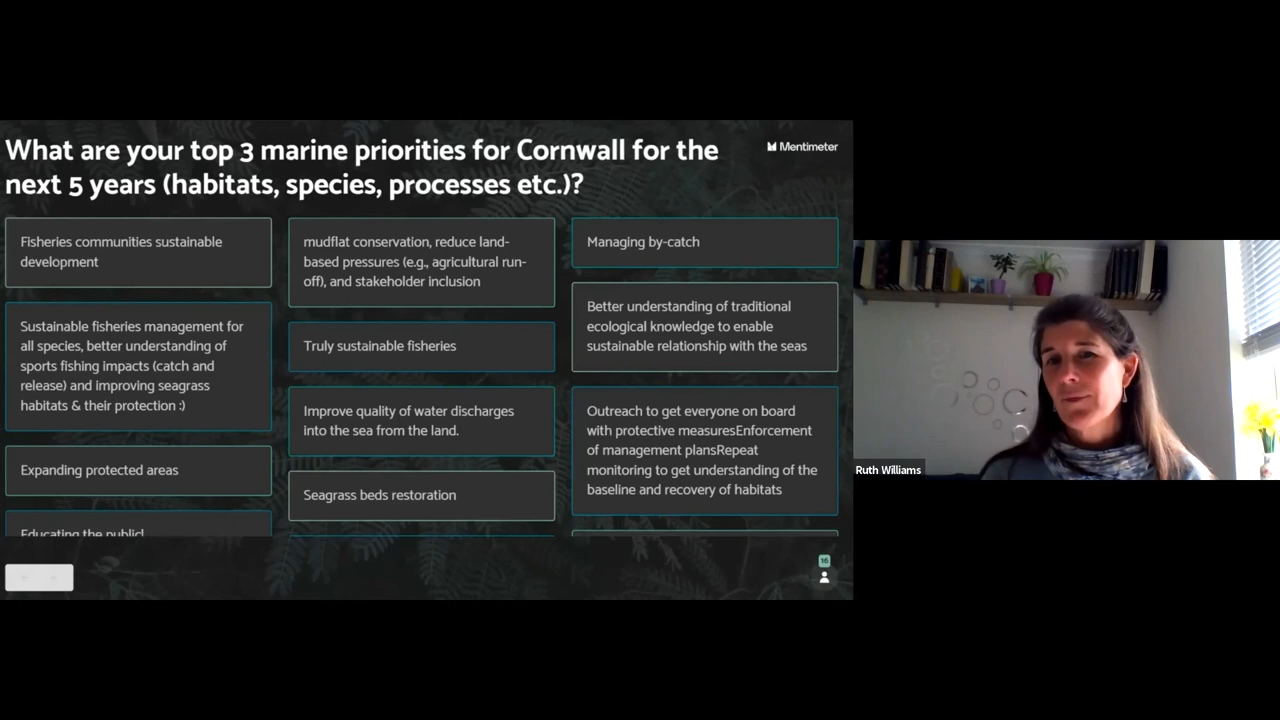 What are your top 3 marine priorities for Cornwall for the
next 5 years (habitats, species, processes etc.)?
Mentimeter
Fisheries communities sustainable
development
Sustainable fisheries management for
all species, better understanding of
sports fishing impacts (catch and
release) and improving seagrass
habitats & their protection :)
Expanding protected areas
Educating the public!
mudflat conservation, reduce land-
based pressures (e.g., agricultural run-
off), and stakeholder inclusion
Truly sustainable fisheries
Improve quality of water discharges
into the sea from the land.
Seagrass beds restoration
Managing by-catch
Better understanding of traditional
ecological knowledge to enable
sustainable relationship with the seas
Outreach to get everyone on board
with protective measuresEnforcement
of management plansRepeat
monitoring to get understanding of the
baseline and recovery of habitats
16
Ruth Williams